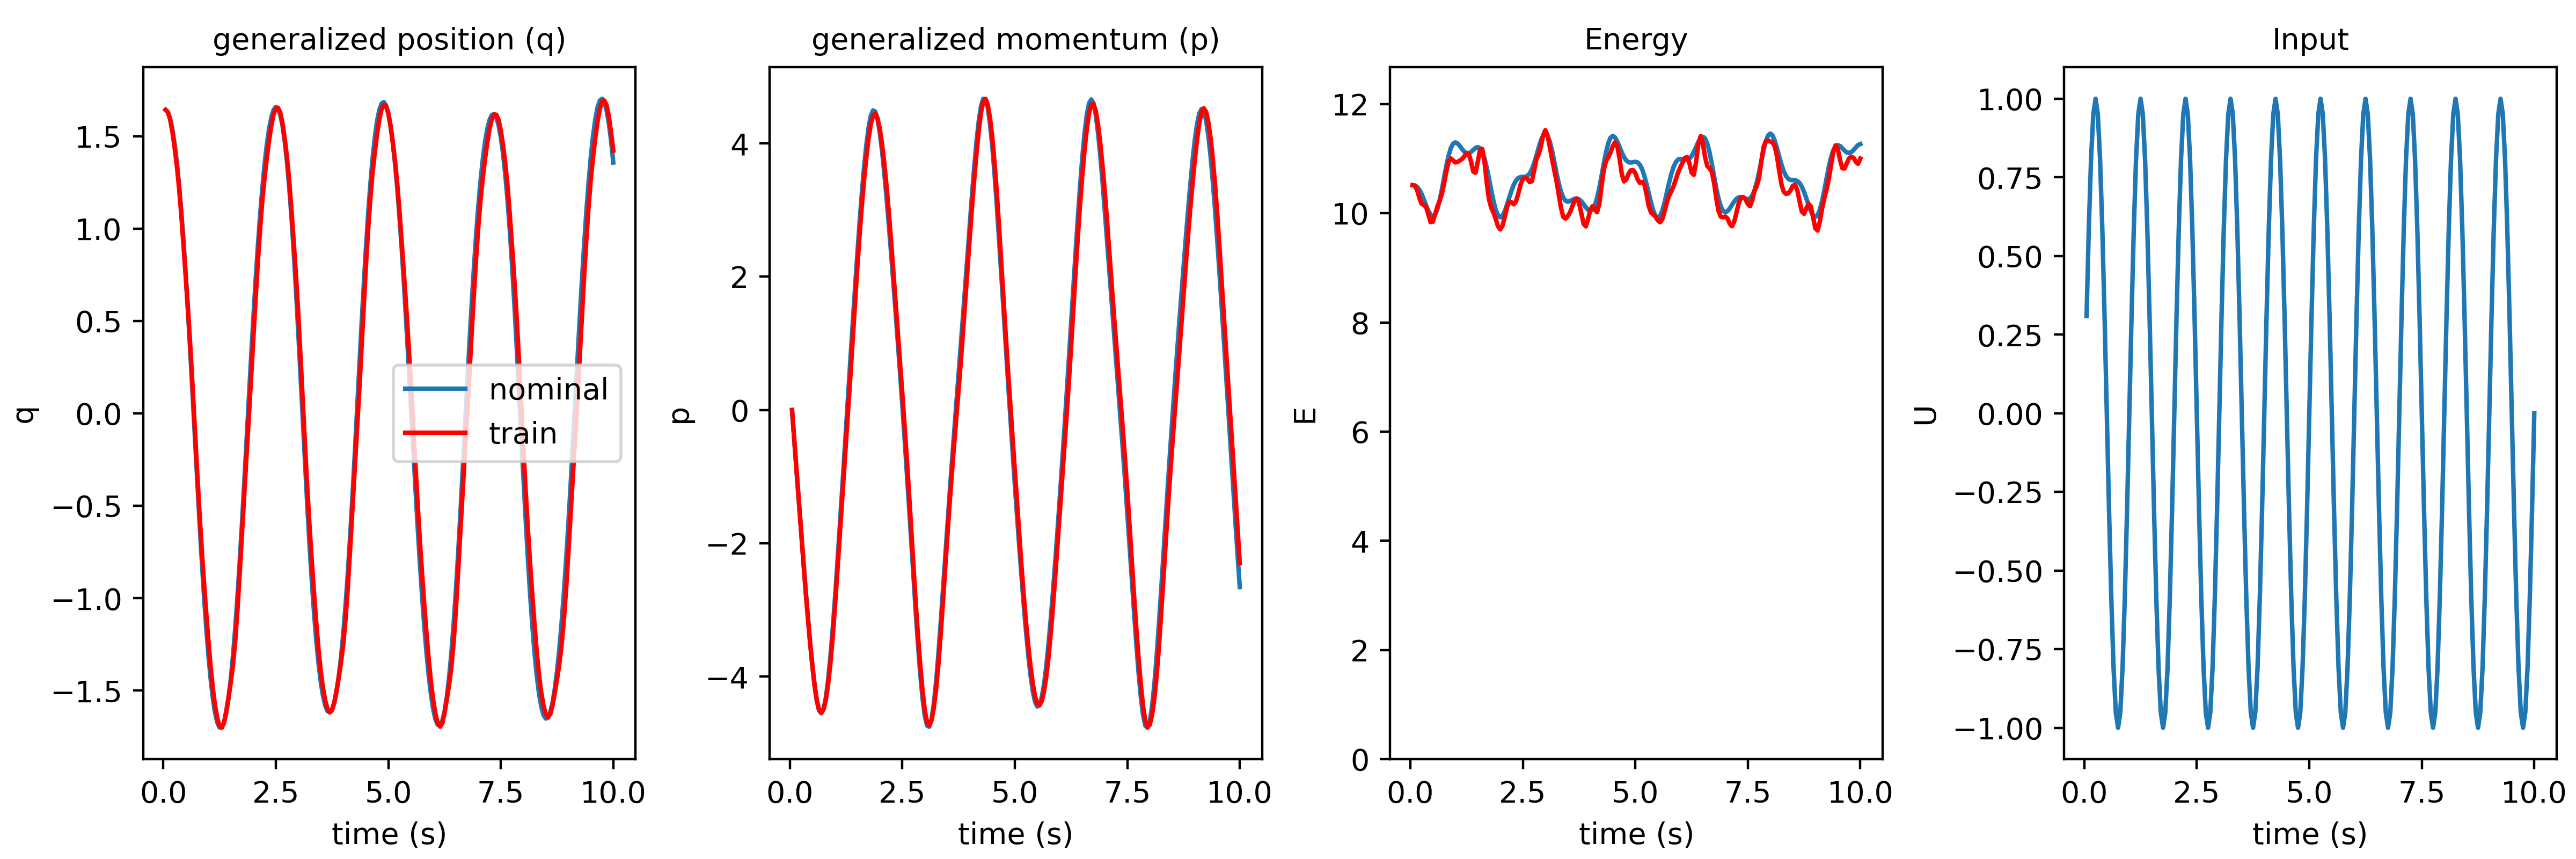 generalized position (q)
q
1.5
1.0
0.5
0.0
−0.5
−1.0
−1.5
nominal
train
0.0 2.5 5.0 7.5 10.0
time (s)
generalized momentum (p)
p
4
2
0
−2
−4
0.0 2.5 5.0 7.5 10.0
time (s)
Energy
E
12
10
8
6
4
2
0
0.0 2.5 5.0 7.5 10.0
time (s)
Input
U
1.00
0.75
0.50
0.25
0.00
−0.25
−0.50
−0.75
−1.00
0.0 2.5 5.0 7.5 10.0
time (s)